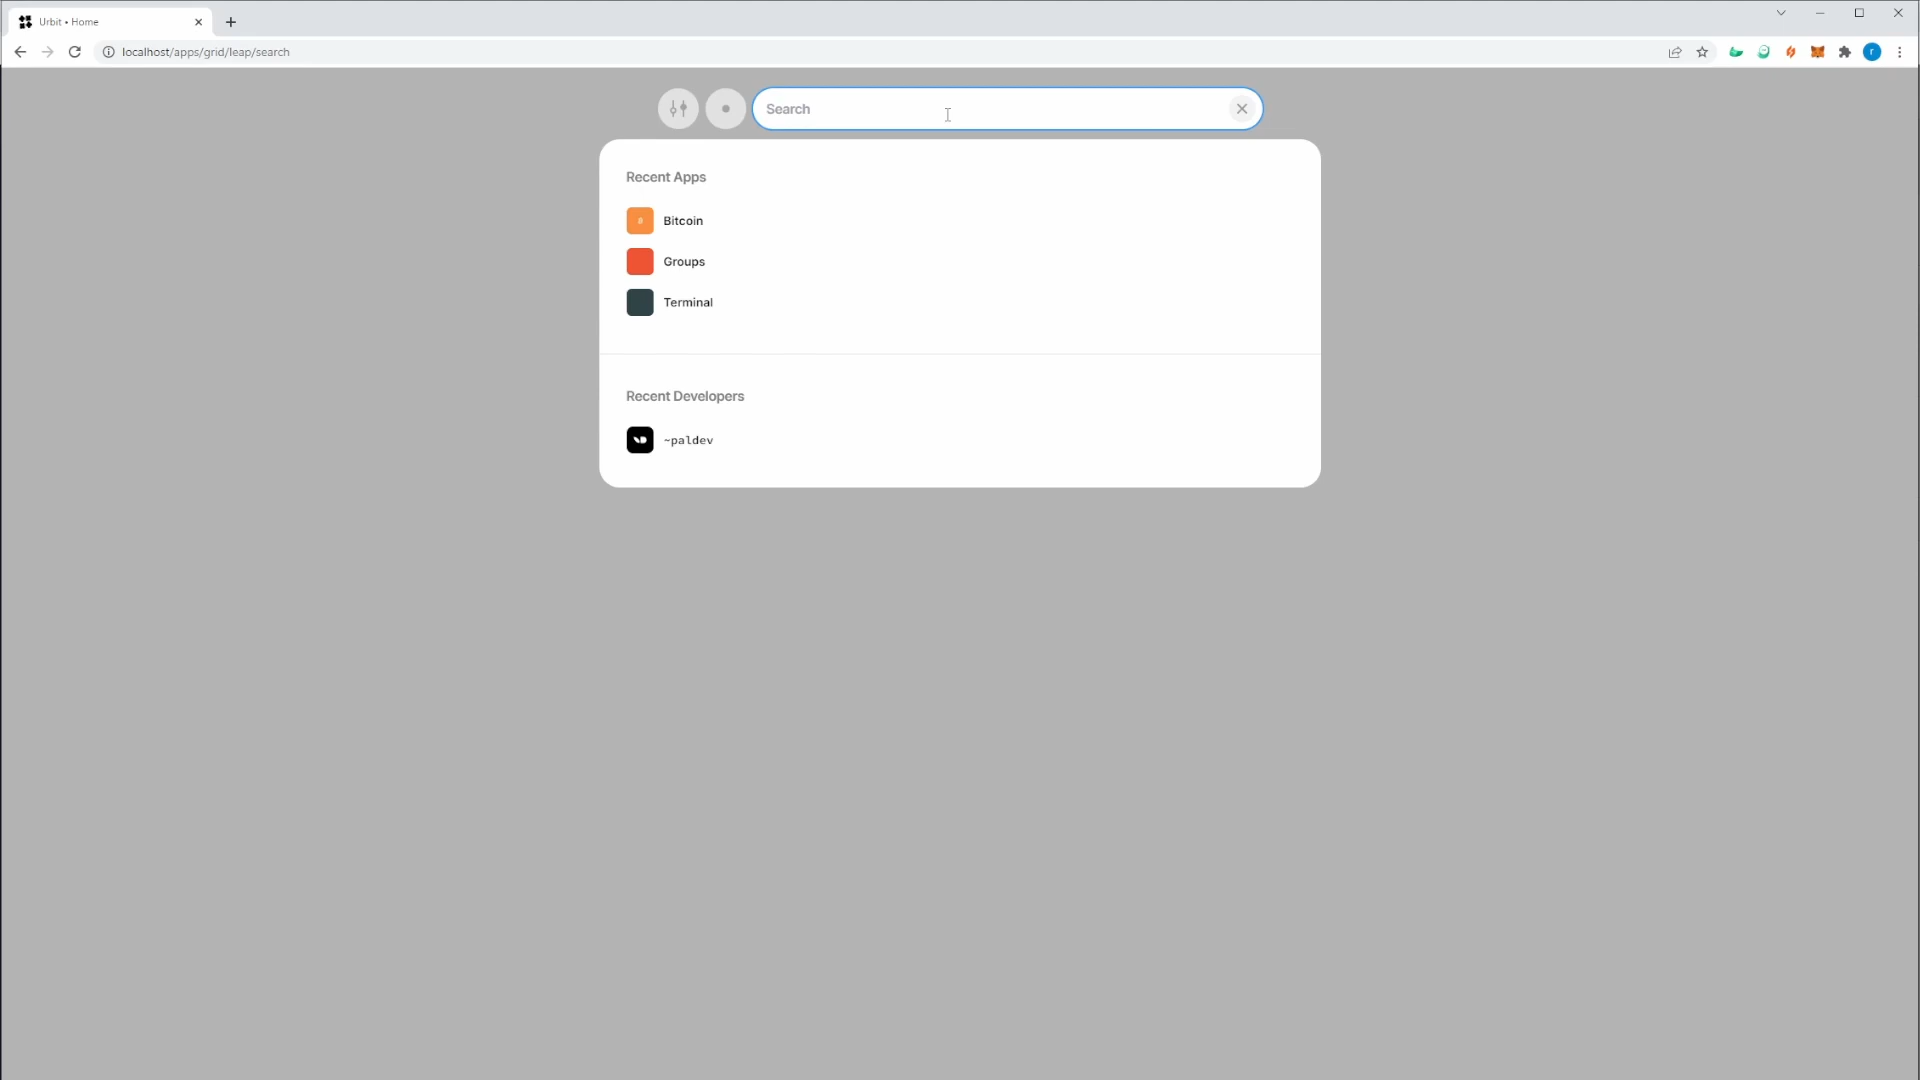 Urbit • Home
localhost/apps/grid/leap/search
r
Search
Recent Apps
Bitcoin
Groups
Terminal
Recent Developers
~paldev